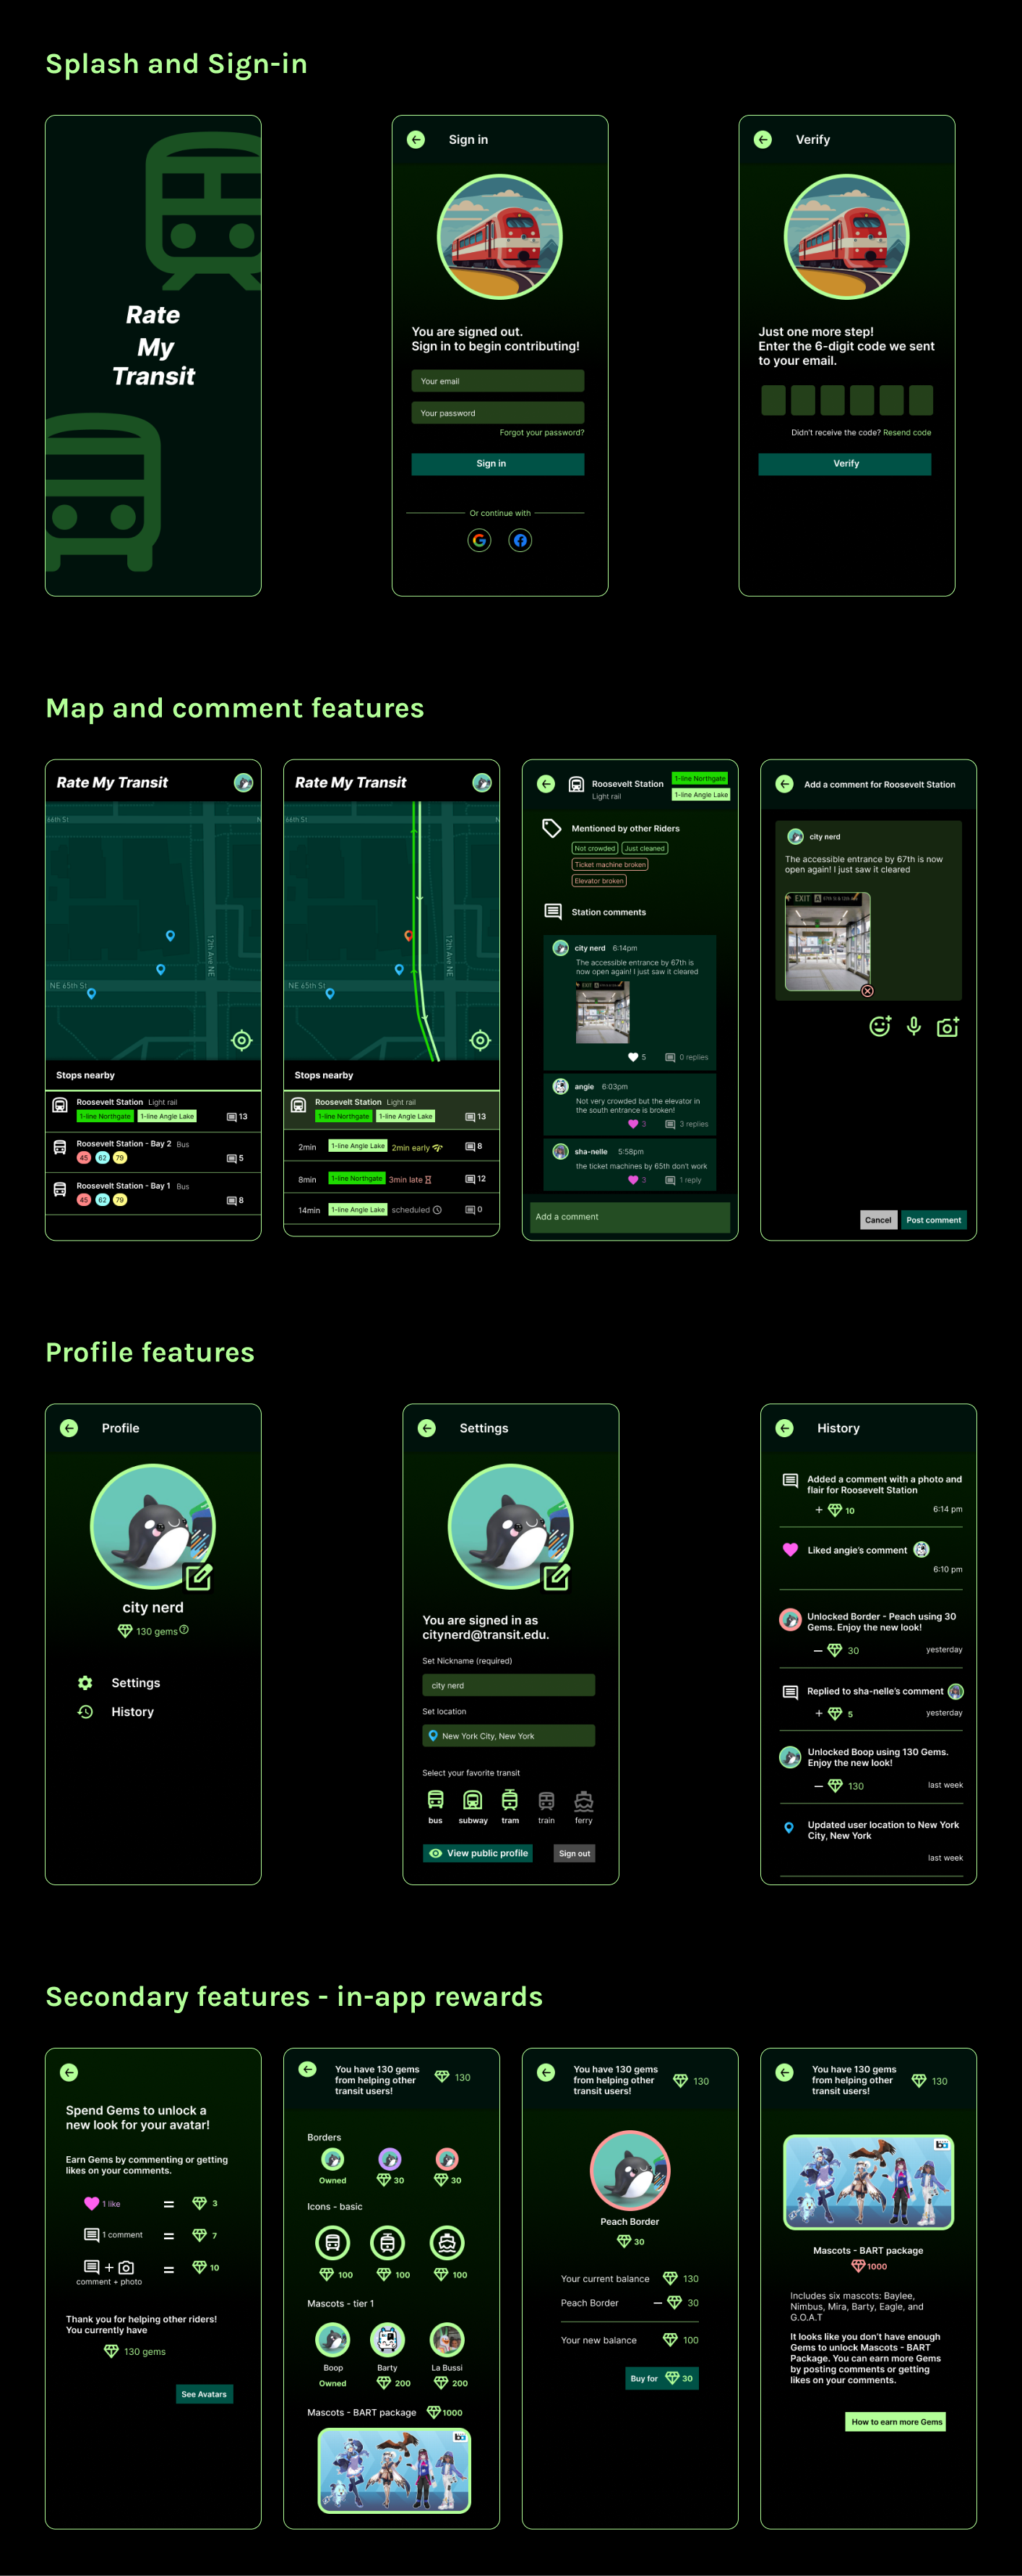 Splash and Sign-in
Rate
My
Transit
Sign in
You are signed out.
Sign in to begin contributing!
Your email
Your password
Forgot your password?
Sign in
Or continue with
Verify
Just one more step!
Enter the 6-digit code we sent
to your email.
Didn't receive the code? Resend code
Verify
Map and comment features
Rate My Transit
66th St
N
12th Ave NE
NE 65th St
Stops nearby
Roosevelt Station Light rail
1-line Northgate 1-line Angle Lake 13
Roosevelt Station - Bay 2 Bus
45 62 79 5
Roosevelt Station - Bay 1 Bus
45 62 79 8
Rate My Transit
66th St
N
12th Ave NE
NE 65th St
Stops nearby
Roosevelt Station Light rail
1-line Northgate 1-line Angle Lake 13
2min 1-line Angle Lake 2min early 8
8min 1-line Northgate 3min late 12
14min 1-line Angle Lake scheduled 0
Roosevelt Station
Light rail
1-line Northgate
1-line Angle Lake
Mentioned by other Riders
Not crowded Just cleaned
Ticket machine broken
Elevator broken
Station comments
city nerd 6:14pm
The accessible entrance by 67th is
now open again! I just saw it cleared
EXIT A
5 0 replies
angie 6:03pm
Not very crowded but the elevator in
the south entrance is broken!
3 3 replies
sha-nelle 5:58pm
the ticket machines by 65th don't work
3 1 reply
Add a comment
Add a comment for Roosevelt Station
city nerd
The accessible entrance by 67th is now
open again! I just saw it cleared
EXIT A
Cancel Post comment
Profile features
Profile
city nerd
130 gems ?
Settings
History
Settings
You are signed in as
citynerd@transit.edu.
Set Nickname (required)
city nerd
Set location
New York City, New York
Select your favorite transit
bus subway tram train ferry
View public profile Sign out
History
Added a comment with a photo and
flair for Roosevelt Station
+ 10 6:14 pm
Liked angie's comment
6:10 pm
Unlocked Border - Peach using 30
Gems. Enjoy the new look!
− 30 yesterday
Replied to sha-nelle's comment
+ 5 yesterday
Unlocked Boop using 130 Gems.
Enjoy the new look!
− 130 last week
Updated user location to New York
City, New York
last week
Secondary features - in-app rewards
Spend Gems to unlock a
new look for your avatar!
Earn Gems by commenting or getting
likes on your comments.
1 like = 3
1 comment = 7
+ = 10
comment + photo
Thank you for helping other riders!
You currently have
130 gems
See Avatars
You have 130 gems
from helping other
transit users!
130
Borders
Owned 30 30
Icons - basic
100 100 100
Mascots - tier 1
Boop Barty La Bussi
Owned 200 200
Mascots - BART package 1000
ba
You have 130 gems
from helping other
transit users!
130
Peach Border
30
Your current balance 130
Peach Border − 30
Your new balance 100
Buy for 30
You have 130 gems
from helping other
transit users!
130
ba
Mascots - BART package
1000
Includes six mascots: Baylee,
Nimbus, Mira, Barty, Eagle, and
G.O.A.T
It looks like you don't have enough
Gems to unlock Mascots - BART
Package. You can earn more Gems
by posting comments or getting
likes on your comments.
How to earn more Gems